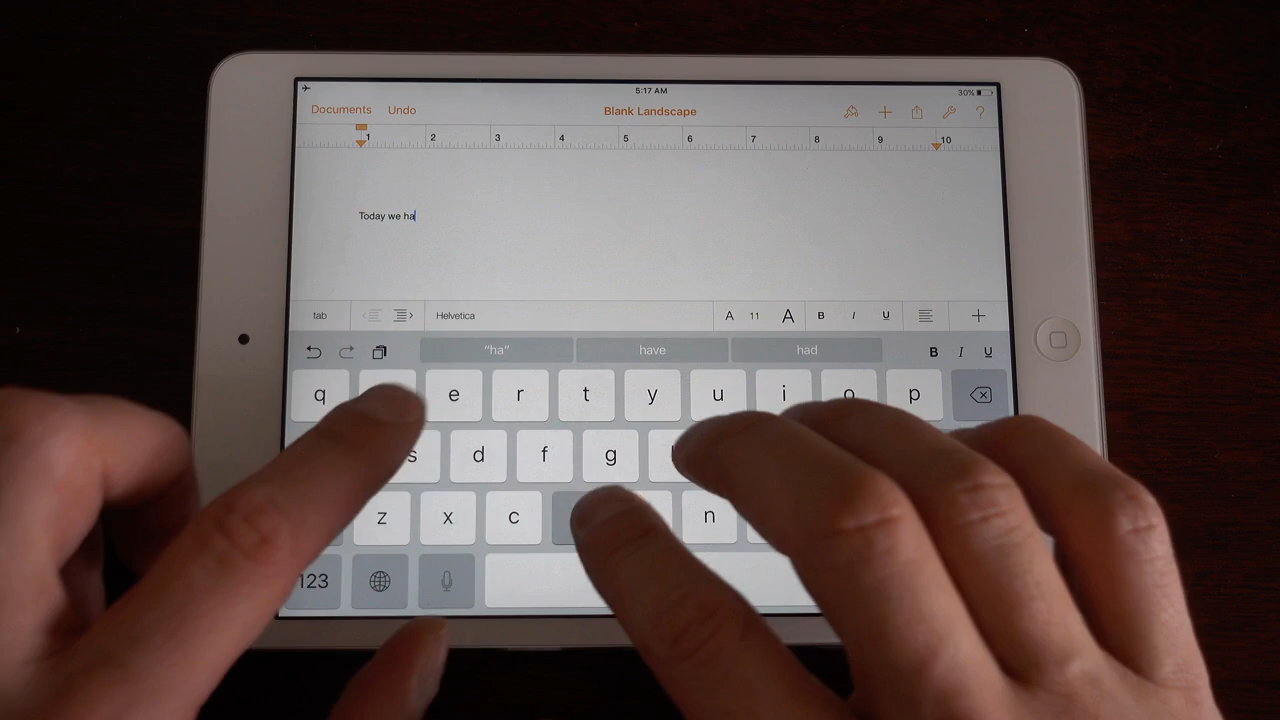 5:17 AM 30%
Documents Undo Blank Landscape ?
1 2 3 4 5 6 7 8 9 10
Today we ha
tab Helvetica A 11 A B I U
"ha" have had B I U
q e r t y u i o p
s d f g
z x c n
123